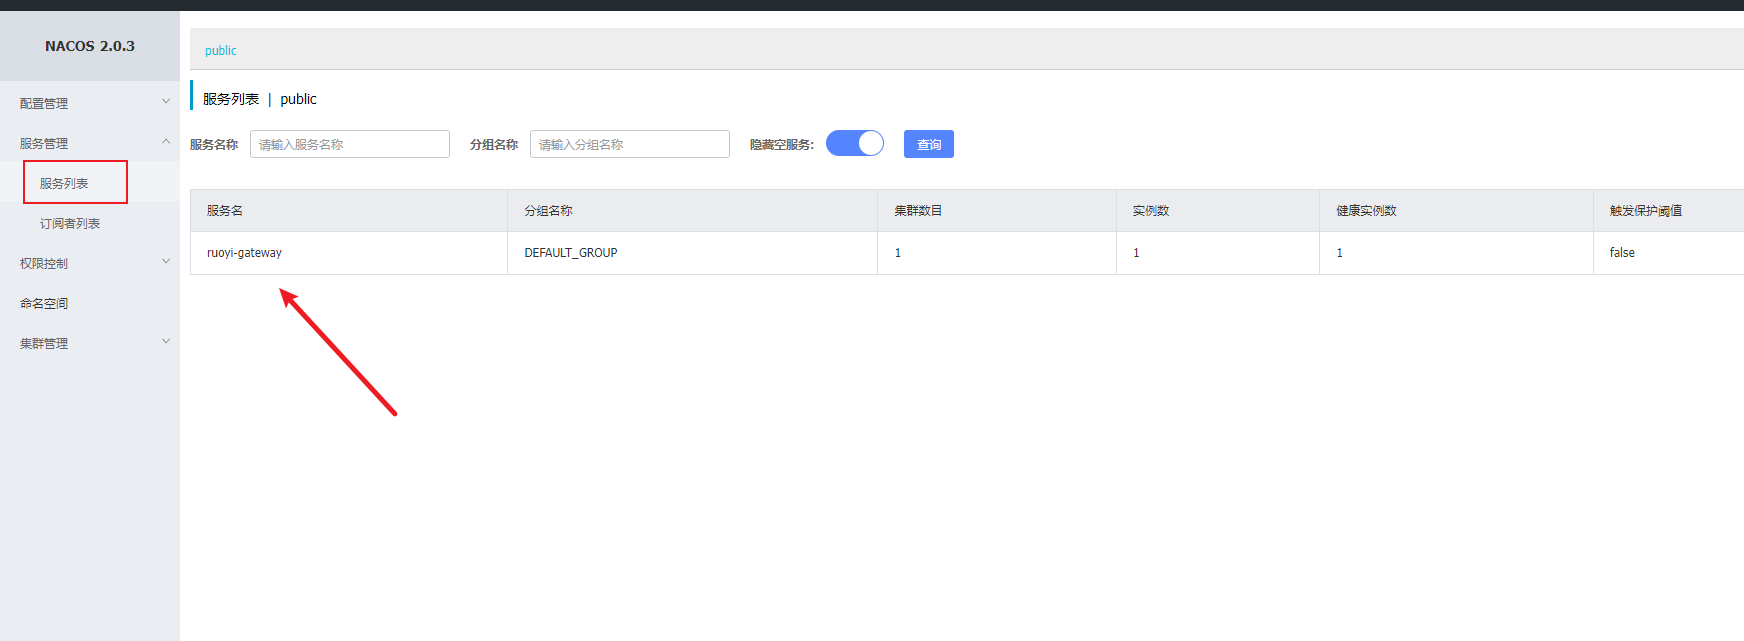 NACOS 2.0.3
配置管理
服务管理
服务列表
订阅者列表
权限控制
命名空间
集群管理
public
服务列表 | public
服务名称 请输入服务名称 分组名称 请输入分组名称 隐藏空服务: 查询
服务名 分组名称 集群数目 实例数 健康实例数 触发保护阈值
ruoyi-gateway DEFAULT_GROUP 1 1 1 false